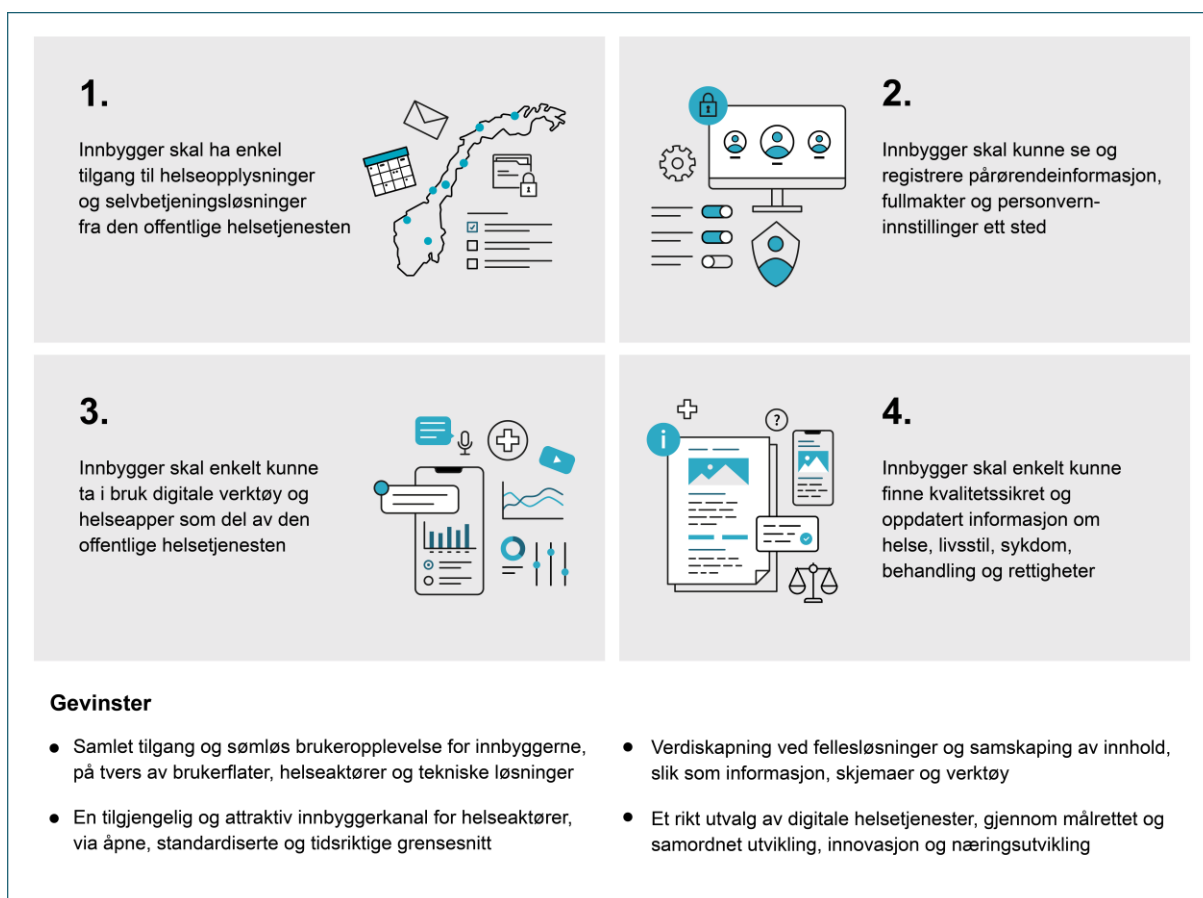 1.
Innbygger skal ha enkel
tilgang til helseopplysninger
og selvbetjeningsløsninger
fra den offentlige helsetjenesten
2.
Innbygger skal kunne se og
registrere pårørendeinformasjon,
fullmakter og personvern-
innstillinger ett sted
3.
Innbygger skal enkelt kunne
ta i bruk digitale verktøy og
helseapper som del av den
offentlige helsetjenesten
4.
Innbygger skal enkelt kunne
finne kvalitetssikret og
oppdatert informasjon om
helse, livsstil, sykdom,
behandling og rettigheter
Gevinster
• Samlet tilgang og sømløs brukeropplevelse for innbyggerne,
på tvers av brukerflater, helseaktører og tekniske løsninger
• En tilgjengelig og attraktiv innbyggerkanal for helseaktører,
via åpne, standardiserte og tidsriktige grensesnitt
• Verdiskapning ved fellesløsninger og samskaping av innhold,
slik som informasjon, skjemaer og verktøy
• Et rikt utvalg av digitale helsetjenester, gjennom målrettet og
samordnet utvikling, innovasjon og næringsutvikling